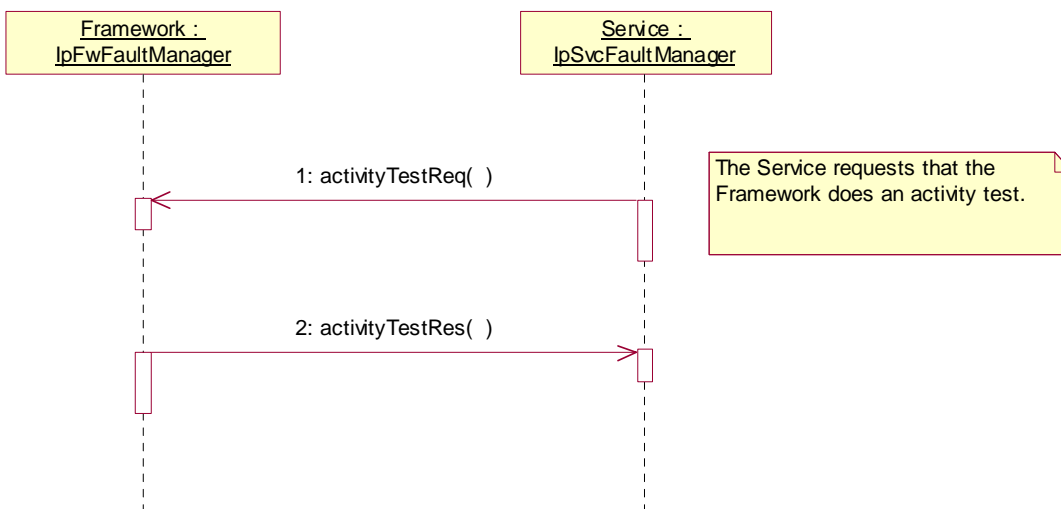 Framework :
IpFwFaultManager
Service :
IpSvcFaultManager
1: activityTestReq( )
The Service requests that the
Framework does an activity test.
2: activityTestRes( )